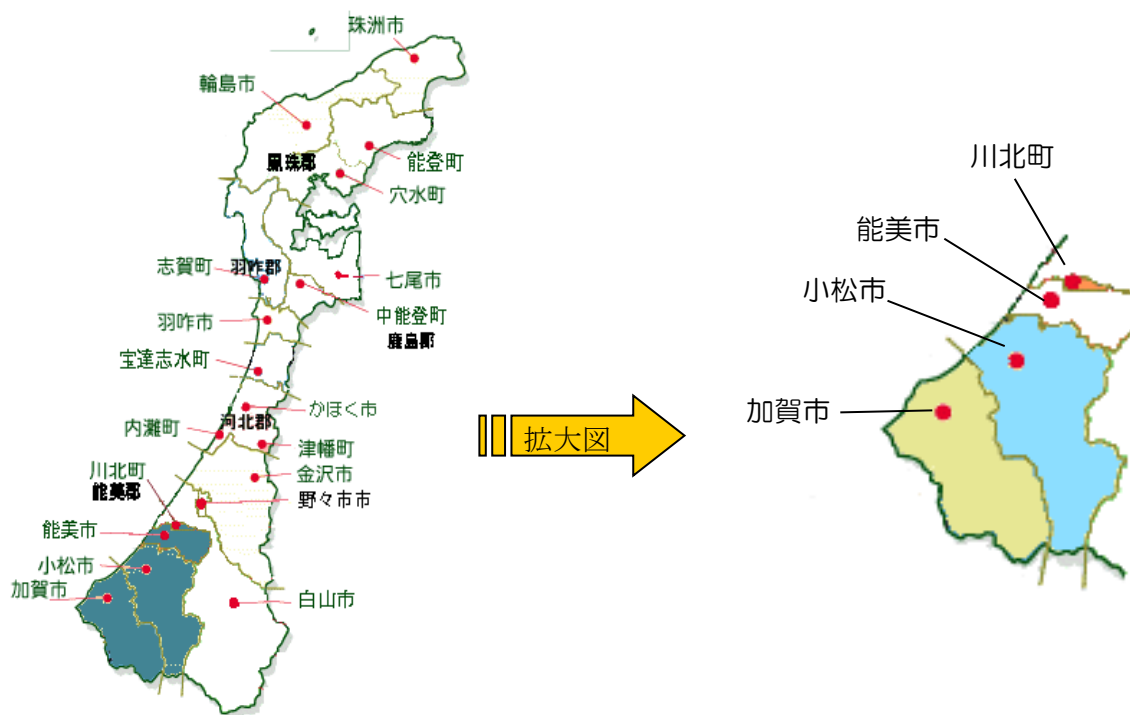 珠洲市
輪島市
鳳珠郡
能登町
穴水町
志賀町
羽咋郡
七尾市
羽咋市
中能登町
鹿島郡
宝達志水町
かほく市
河北郡
内灘町
津幡町
川北町
能美郡
金沢市
野々市市
能美市
小松市
加賀市
白山市
拡大図
川北町
能美市
小松市
加賀市